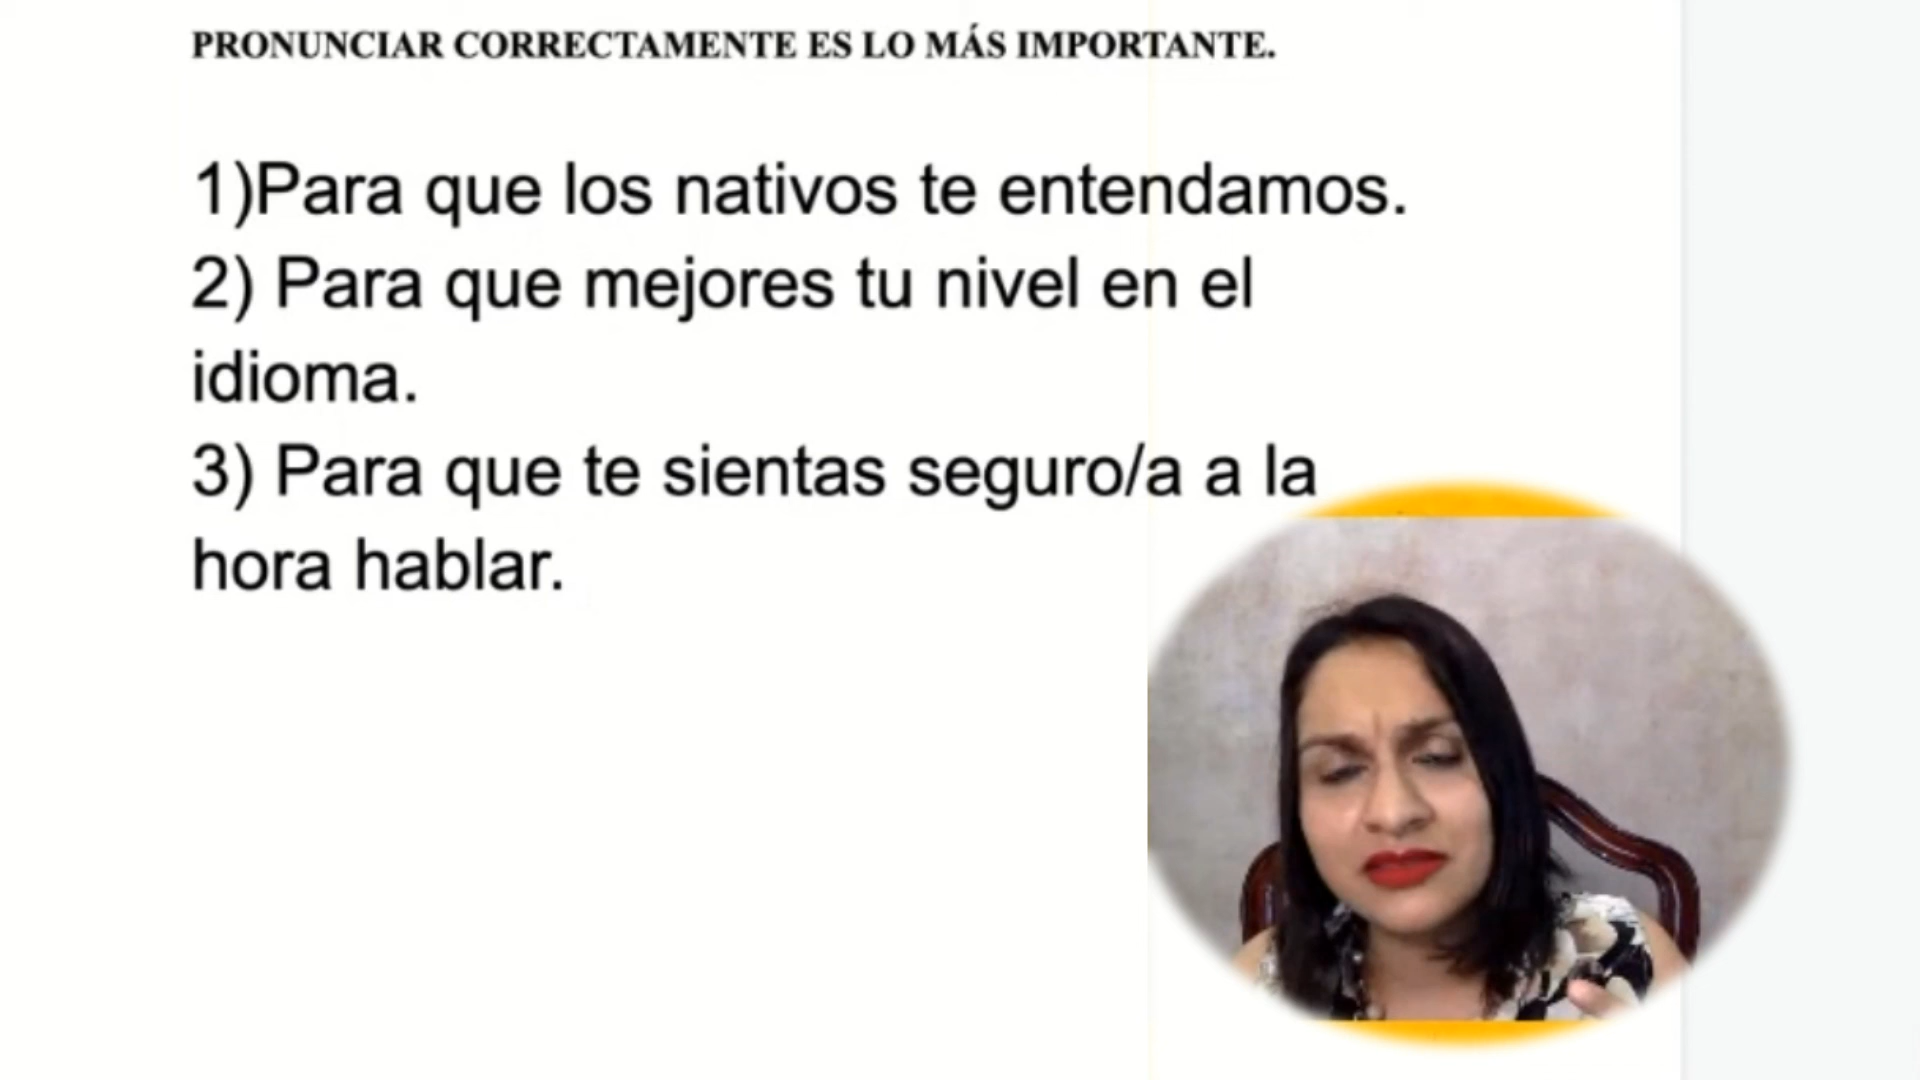 PRONUNCIAR CORRECTAMENTE ES LO MÁS IMPORTANTE.
1)Para que los nativos te entendamos.
2) Para que mejores tu nivel en el
idioma.
3) Para que te sientas seguro/a a la
hora hablar.